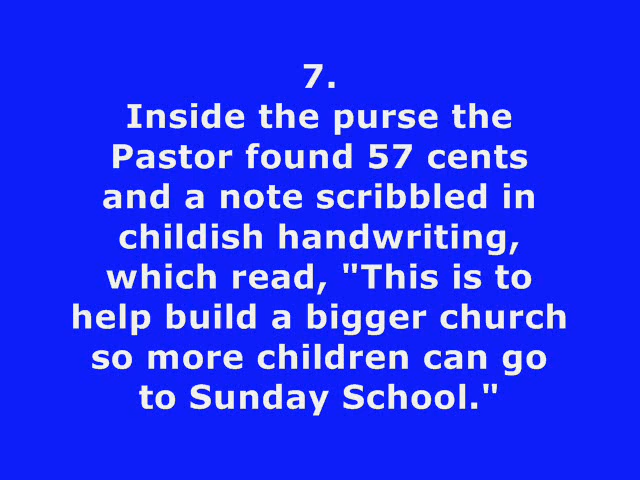 7.
Inside the purse the
Pastor found 57 cents
and a note scribbled in
childish handwriting,
which read, "This is to
help build a bigger church
so more children can go
to Sunday School."